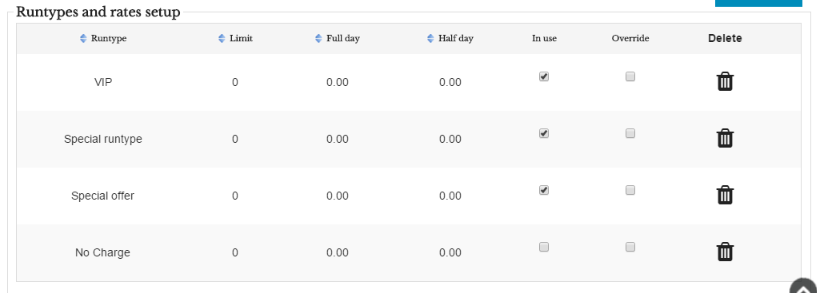 Runtypes and rates setup
Runtype Limit Full day Half day In use Override Delete
VIP 0 0.00 0.00
Special runtype 0 0.00 0.00
Special offer 0 0.00 0.00
No Charge 0 0.00 0.00